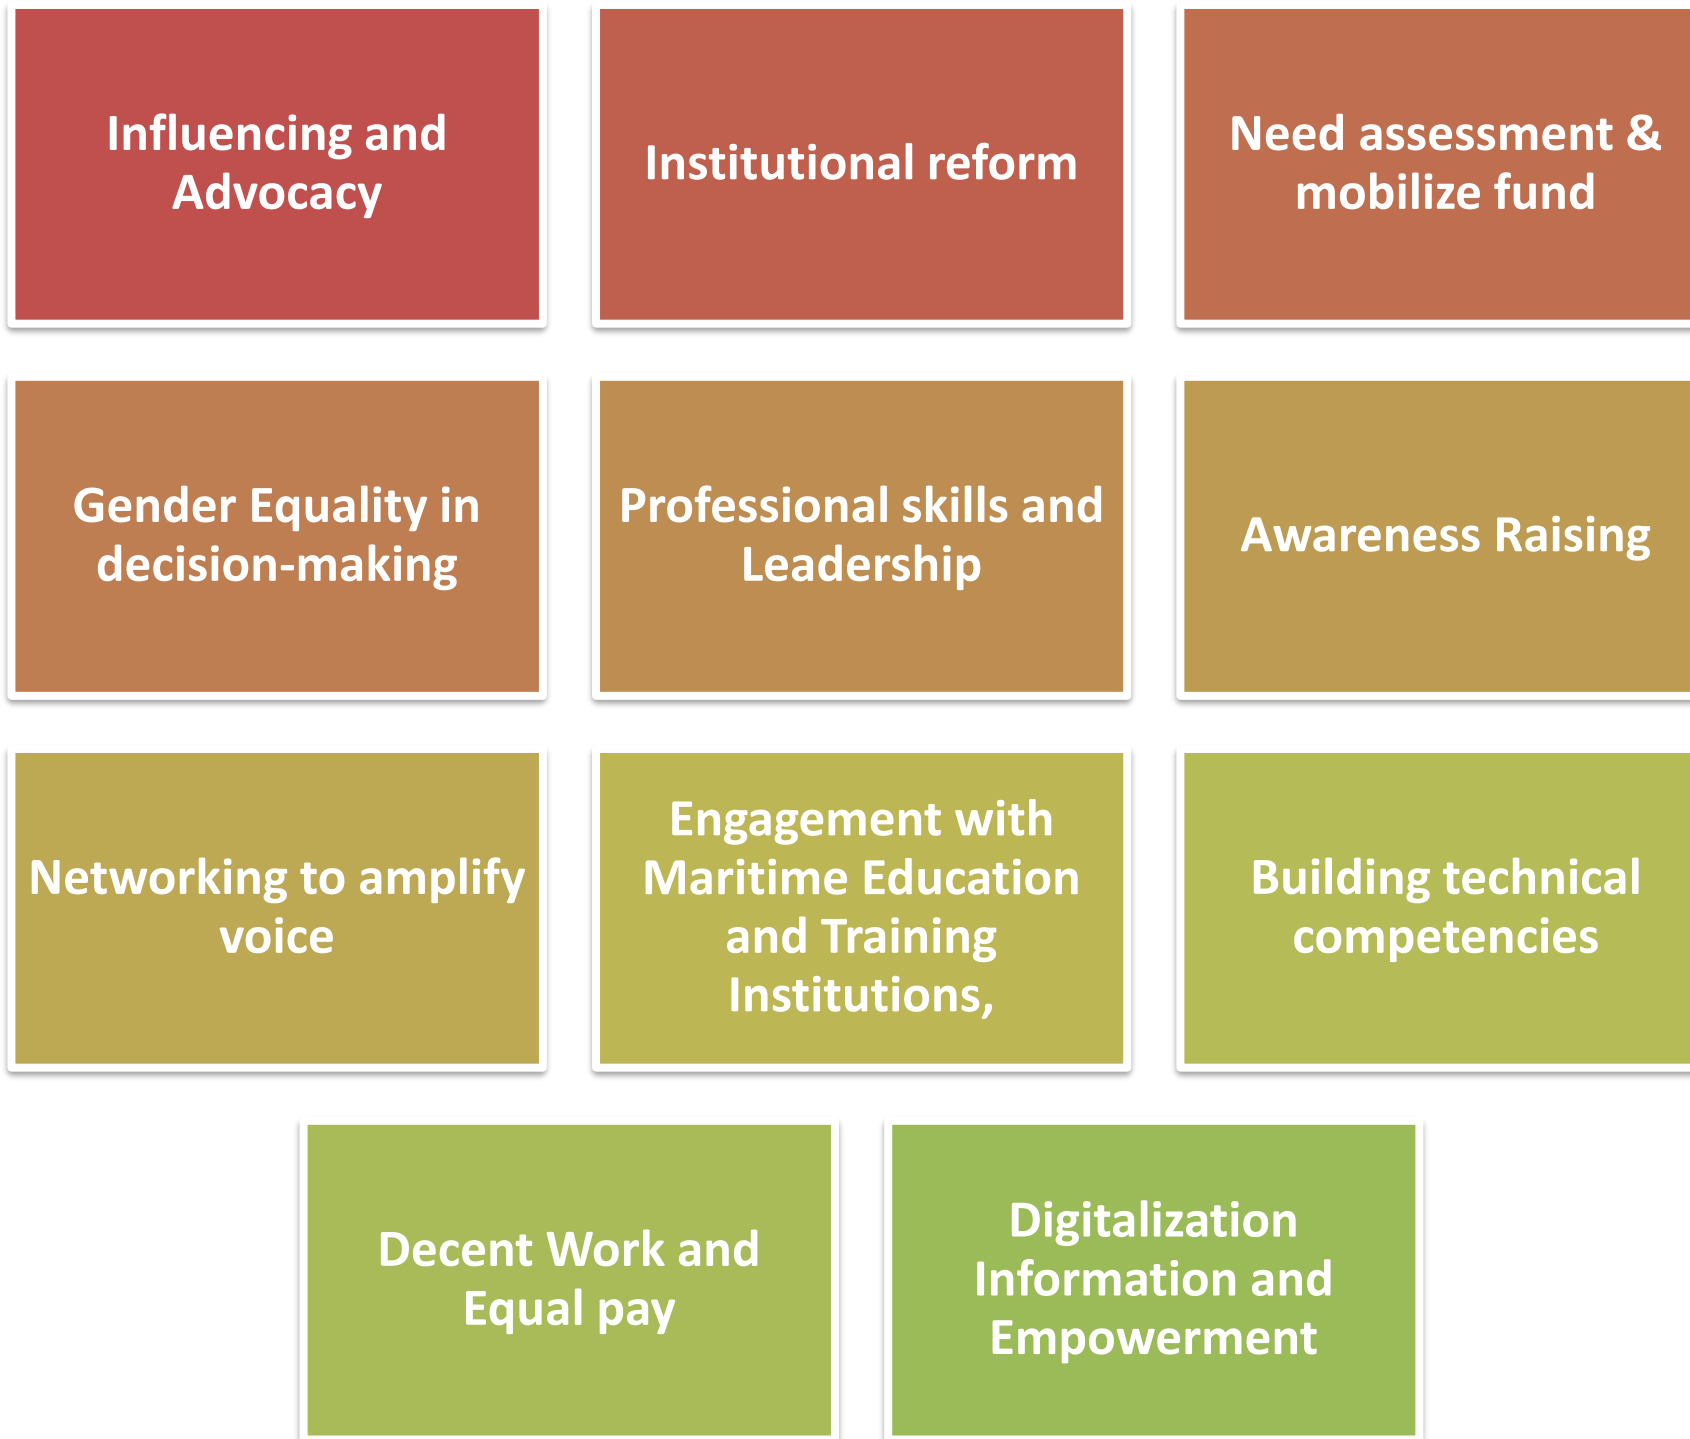 Influencing and
Advocacy
Institutional reform
Need assessment &
mobilize fund
Gender Equality in
decision-making
Professional skills and
Leadership
Awareness Raising
Networking to amplify
voice
Engagement with
Maritime Education
and Training
Institutions,
Building technical
competencies
Decent Work and
Equal pay
Digitalization
Information and
Empowerment